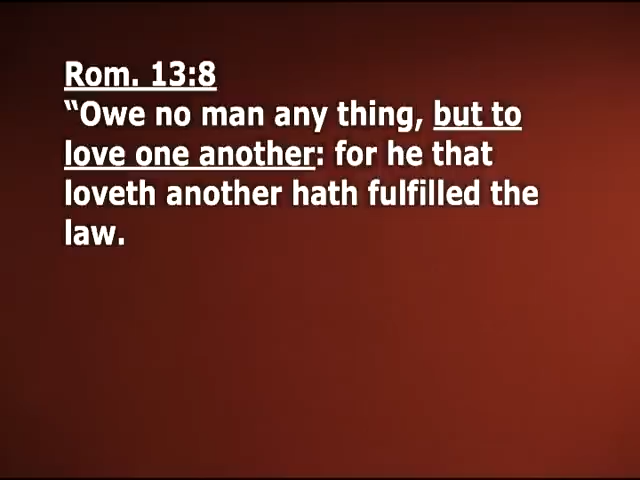 Rom. 13:8
“Owe no man any thing, but to
love one another: for he that
loveth another hath fulfilled the
law.